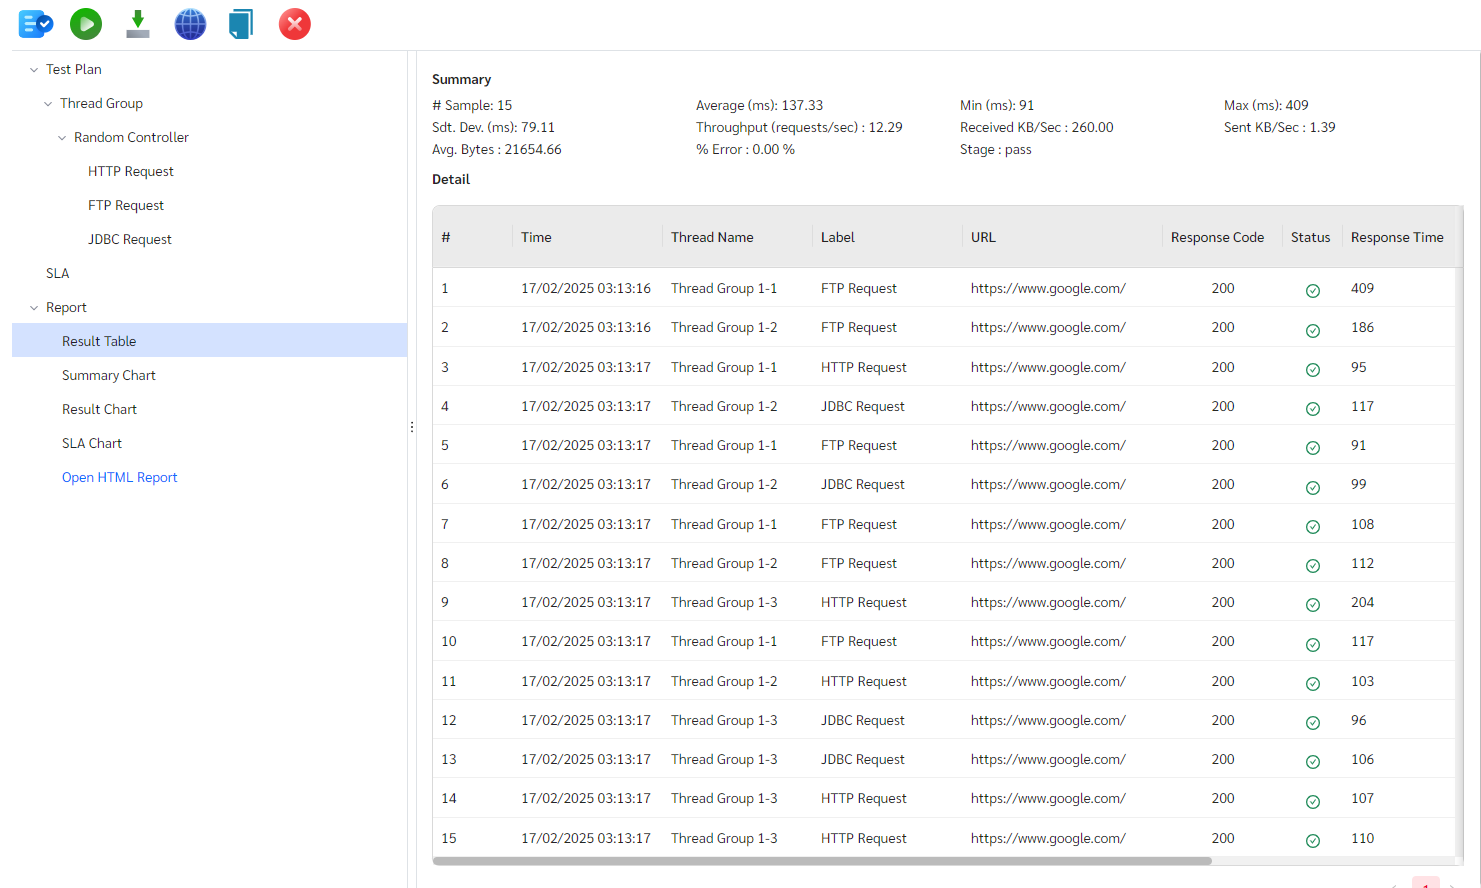 Test Plan
Thread Group
Random Controller
HTTP Request
FTP Request
JDBC Request
SLA
Report
Result Table
Summary Chart
Result Chart
SLA Chart
Open HTML Report
Summary
# Sample: 15 Average (ms): 137.33 Min (ms): 91 Max (ms): 409
Sdt. Dev. (ms): 79.11 Throughput (requests/sec) : 12.29 Received KB/Sec : 260.00 Sent KB/Sec : 1.39
Avg. Bytes : 21654.66 % Error : 0.00 % Stage : pass
Detail
# Time Thread Name Label URL Response Code Status Response Time
1 17/02/2025 03:13:16 Thread Group 1-1 FTP Request https://www.google.com/ 200 409
2 17/02/2025 03:13:16 Thread Group 1-2 FTP Request https://www.google.com/ 200 186
3 17/02/2025 03:13:17 Thread Group 1-1 HTTP Request https://www.google.com/ 200 95
4 17/02/2025 03:13:17 Thread Group 1-2 JDBC Request https://www.google.com/ 200 117
5 17/02/2025 03:13:17 Thread Group 1-1 FTP Request https://www.google.com/ 200 91
6 17/02/2025 03:13:17 Thread Group 1-2 JDBC Request https://www.google.com/ 200 99
7 17/02/2025 03:13:17 Thread Group 1-1 FTP Request https://www.google.com/ 200 108
8 17/02/2025 03:13:17 Thread Group 1-2 FTP Request https://www.google.com/ 200 112
9 17/02/2025 03:13:17 Thread Group 1-3 HTTP Request https://www.google.com/ 200 204
10 17/02/2025 03:13:17 Thread Group 1-1 FTP Request https://www.google.com/ 200 117
11 17/02/2025 03:13:17 Thread Group 1-2 HTTP Request https://www.google.com/ 200 103
12 17/02/2025 03:13:17 Thread Group 1-3 JDBC Request https://www.google.com/ 200 96
13 17/02/2025 03:13:17 Thread Group 1-3 JDBC Request https://www.google.com/ 200 106
14 17/02/2025 03:13:17 Thread Group 1-3 HTTP Request https://www.google.com/ 200 107
15 17/02/2025 03:13:17 Thread Group 1-3 HTTP Request https://www.google.com/ 200 110